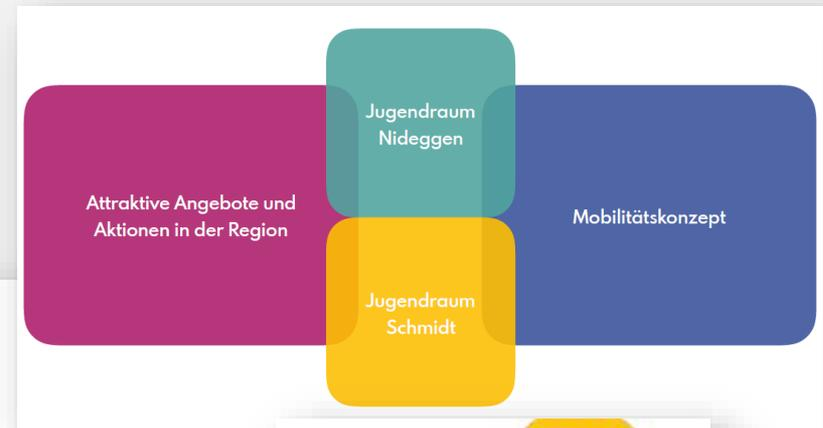 Jugendraum
Nideggen
Attraktive Angebote und
Aktionen in der Region
Mobilitätskonzept
Jugendraum
Schmidt